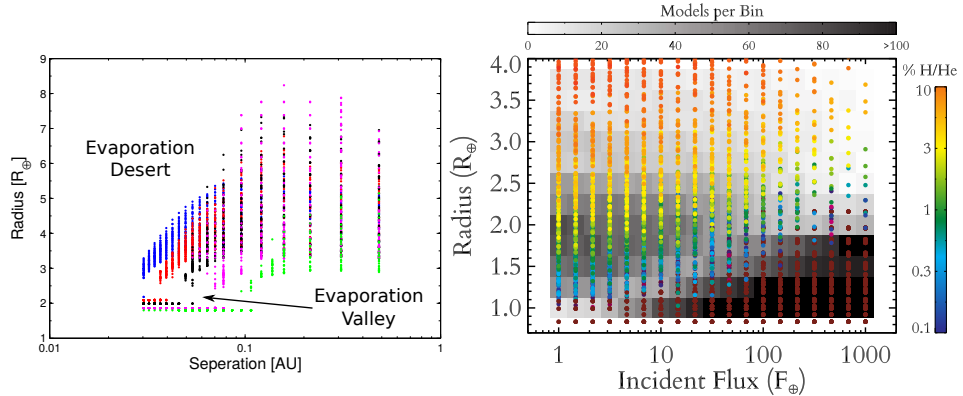 Models per Bin
0 20 40 60 80 >100
9
8
7
6
5
4
3
2
1
Radius [R⊕]
Evaporation
Desert
Evaporation
Valley
0.01 0.1 1
Seperation [AU]
4.0
3.5
3.0
2.5
2.0
1.5
1.0
Radius (R⊕)
1 10 100 1000
Incident Flux (F⊕)
% H/He
10
3
1
0.3
0.1